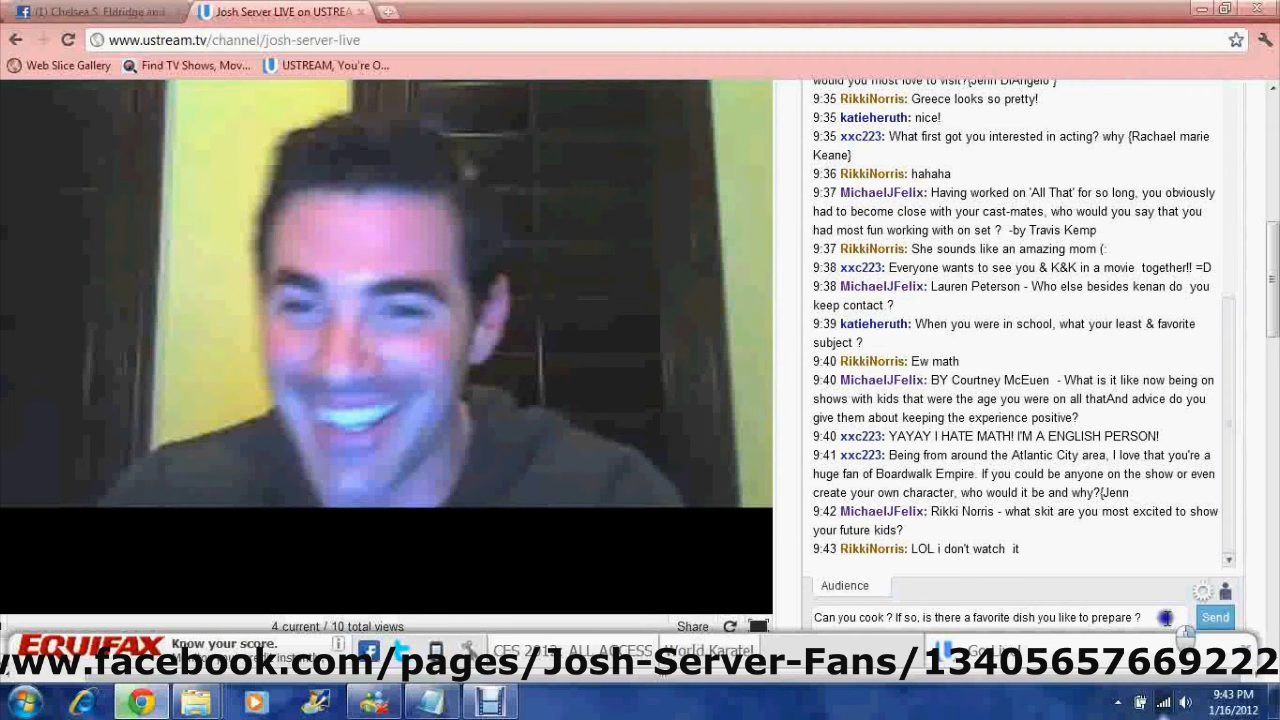 (1) Chelsea S. Eldridge and
Josh Server LIVE on USTREA
www.ustream.tv/channel/josh-server-live
Web Slice Gallery
Find TV Shows, Mov...
USTREAM, You're O...
would you most love to visit?{Jenn DiAngelo }
9:35 RikkiNorris: Greece looks so pretty!
9:35 katieheruth: nice!
9:35 xxc223: What first got you interested in acting? why {Rachael marie
Keane}
9:36 RikkiNorris: hahaha
9:37 MichaelJFelix: Having worked on 'All That' for so long, you obviously
had to become close with your cast-mates, who would you say that you
had most fun working with on set ? -by Travis Kemp
9:37 RikkiNorris: She sounds like an amazing mom (:
9:38 xxc223: Everyone wants to see you & K&K in a movie together!! =D
9:38 MichaelJFelix: Lauren Peterson - Who else besides kenan do you
keep contact ?
9:39 katieheruth: When you were in school, what your least & favorite
subject ?
9:40 RikkiNorris: Ew math
9:40 MichaelJFelix: BY Courtney McEuen - What is it like now being on
shows with kids that were the age you were on all thatAnd advice do you
give them about keeping the experience positive?
9:40 xxc223: YAYAY I HATE MATH! I'M A ENGLISH PERSON!
9:41 xxc223: Being from around the Atlantic City area, I love that you're a
huge fan of Boardwalk Empire. If you could be anyone on the show or even
create your own character, who would it be and why?{Jenn
9:42 MichaelJFelix: Rikki Norris - what skit are you most excited to show
your future kids?
9:43 RikkiNorris: LOL i don't watch it
Audience
Can you cook ? If so, is there a favorite dish you like to prepare ?
Send
4 current / 10 total views
Share
EQUIFAX
Know your score.
CES 2012: ALL ACCESS
World Karate!
www.facebook.com/pages/Josh-Server-Fans/13405657669222
9:43 PM
1/16/2012